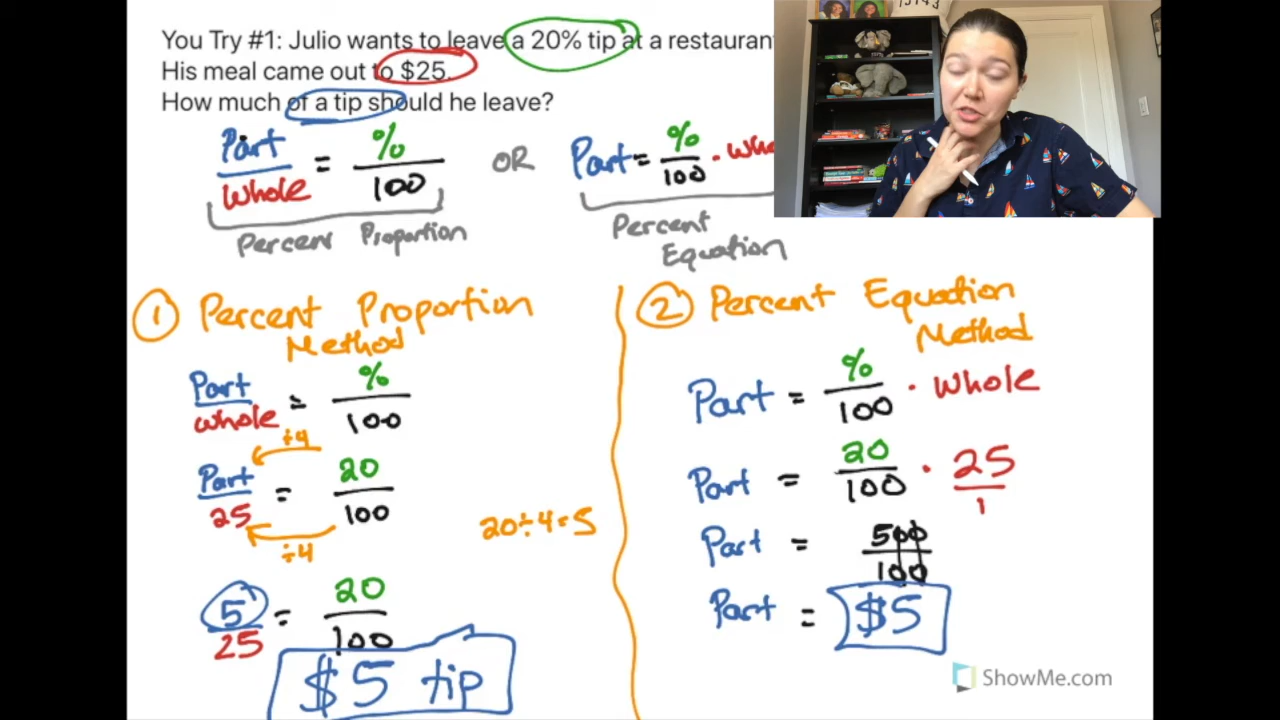 You Try #1: Julio wants to leave a 20% tip at a restaurant
His meal came out to $25.
How much of a tip should he leave?
Part = % OR Part = % .
whole 100 100
Percent Proportion Percent
Equation
1 Percent Proportion
Method
2 Percent Equation
Method
Part = %
whole 100
÷4
Part = 20
25 100
÷4
20÷4=5
5 = 20
25 100
$5 tip
Part = % . whole
100
Part = 20 . 25
100 1
Part = 500
100
Part = $5
ShowMe.com